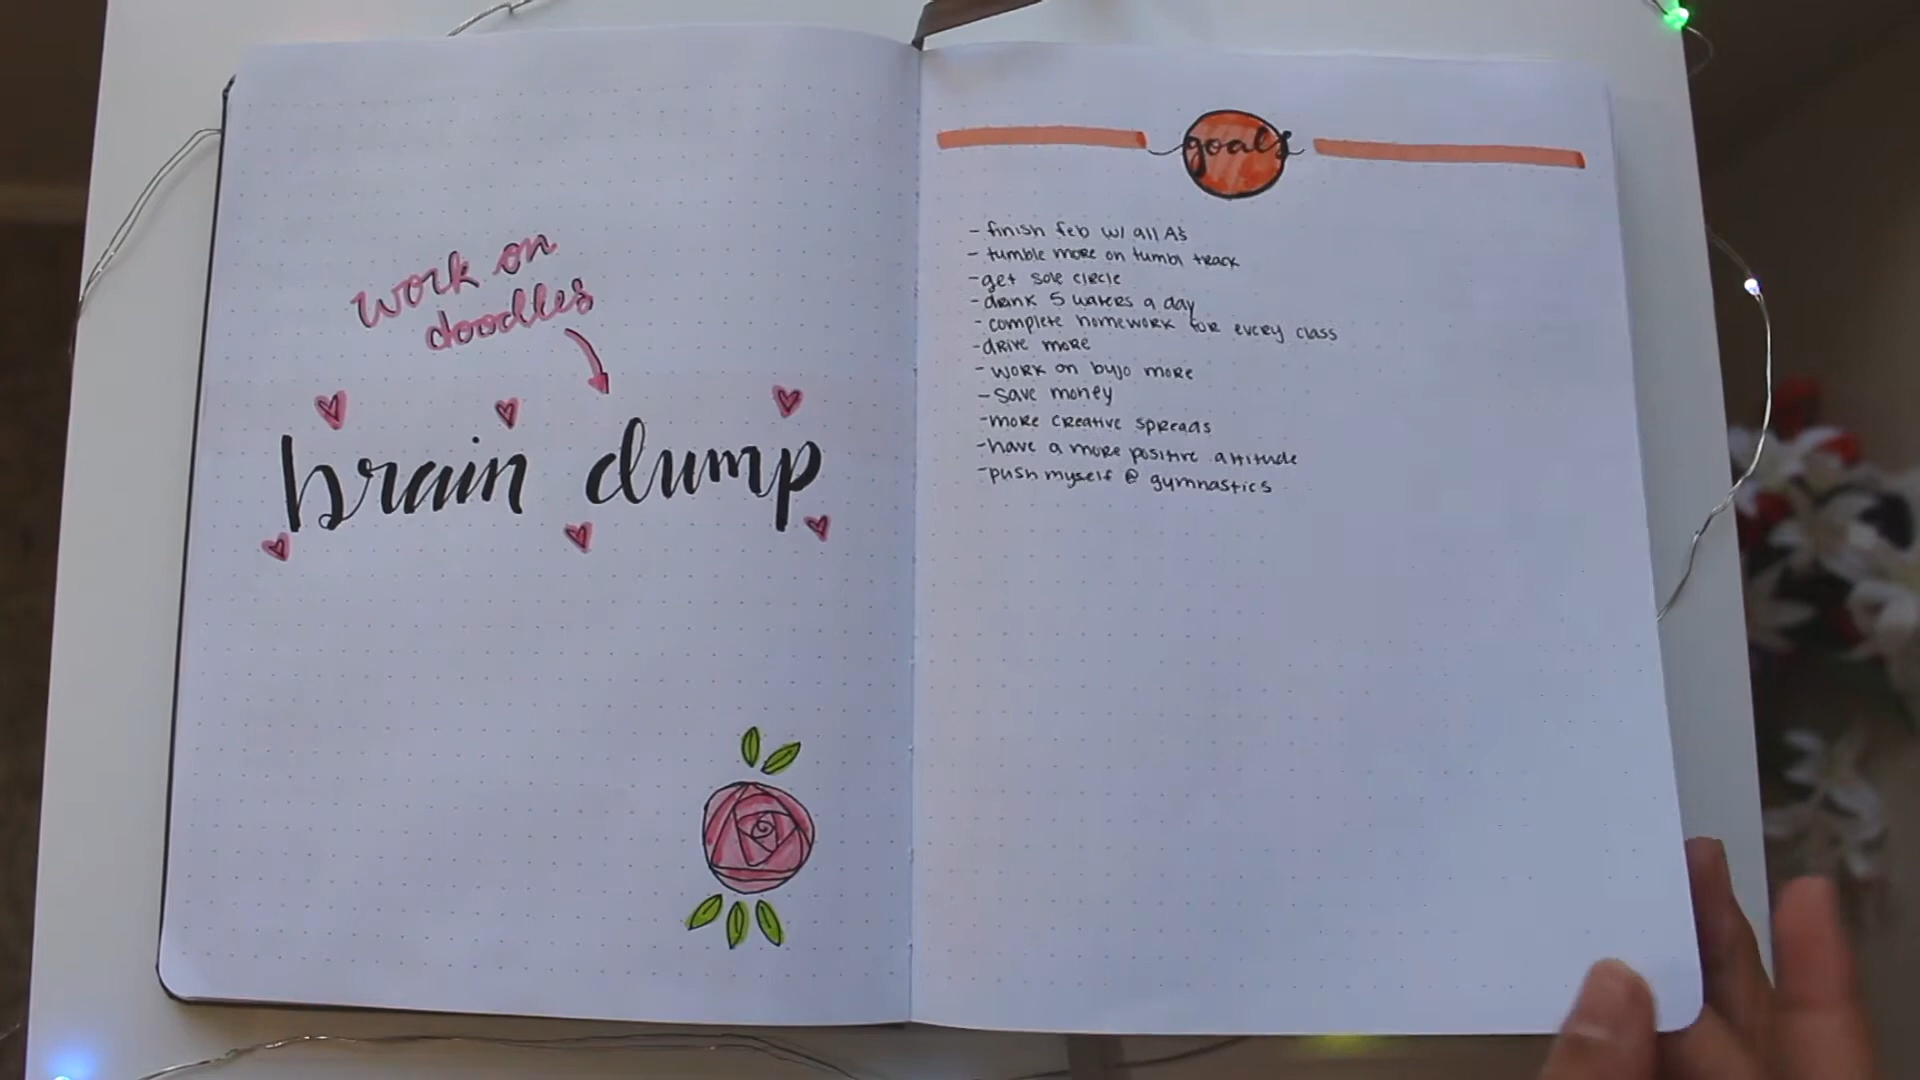 work on
doodles
brain dump
goals
- finish feb w/ all A's
- tumble more on tumbl track
- get sole circle
- drink 5 waters a day
- complete homework for every class
- drive more
- work on bujo more
- save money
- more creative spreads
- have a more positive attitude
- push myself @ gymnastics